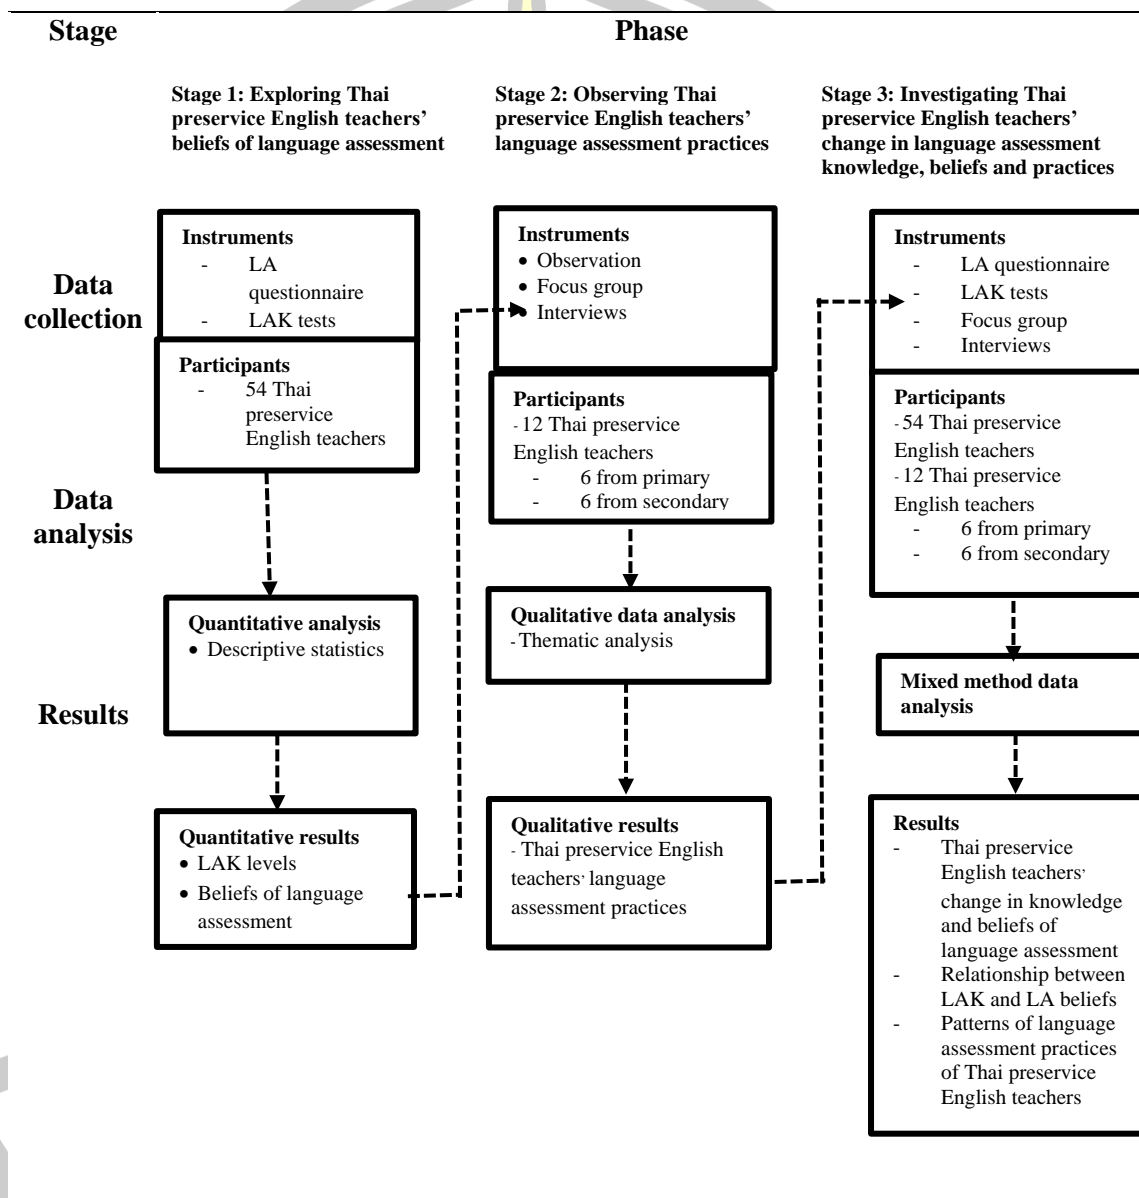 Stage
Phase
Stage 1: Exploring Thai
preservice English teachers’
beliefs of language assessment
Stage 2: Observing Thai
preservice English teachers’
language assessment practices
Stage 3: Investigating Thai
preservice English teachers’
change in language assessment
knowledge, beliefs and practices
Data
collection
Instruments
- LA
questionnaire
- LAK tests
Participants
- 54 Thai
preservice
English teachers
Instruments
• Observation
• Focus group
• Interviews
Participants
- 12 Thai preservice
English teachers
- 6 from primary
- 6 from secondary
Instruments
- LA questionnaire
- LAK tests
- Focus group
- Interviews
Participants
- 54 Thai preservice
English teachers
- 12 Thai preservice
English teachers
- 6 from primary
- 6 from secondary
Data
analysis
Quantitative analysis
• Descriptive statistics
Qualitative data analysis
- Thematic analysis
Mixed method data
analysis
Results
Quantitative results
• LAK levels
• Beliefs of language
assessment
Qualitative results
- Thai preservice English
teachers’ language
assessment practices
Results
- Thai preservice
English teachers’
change in knowledge
and beliefs of
language assessment
- Relationship between
LAK and LA beliefs
- Patterns of language
assessment practices
of Thai preservice
English teachers